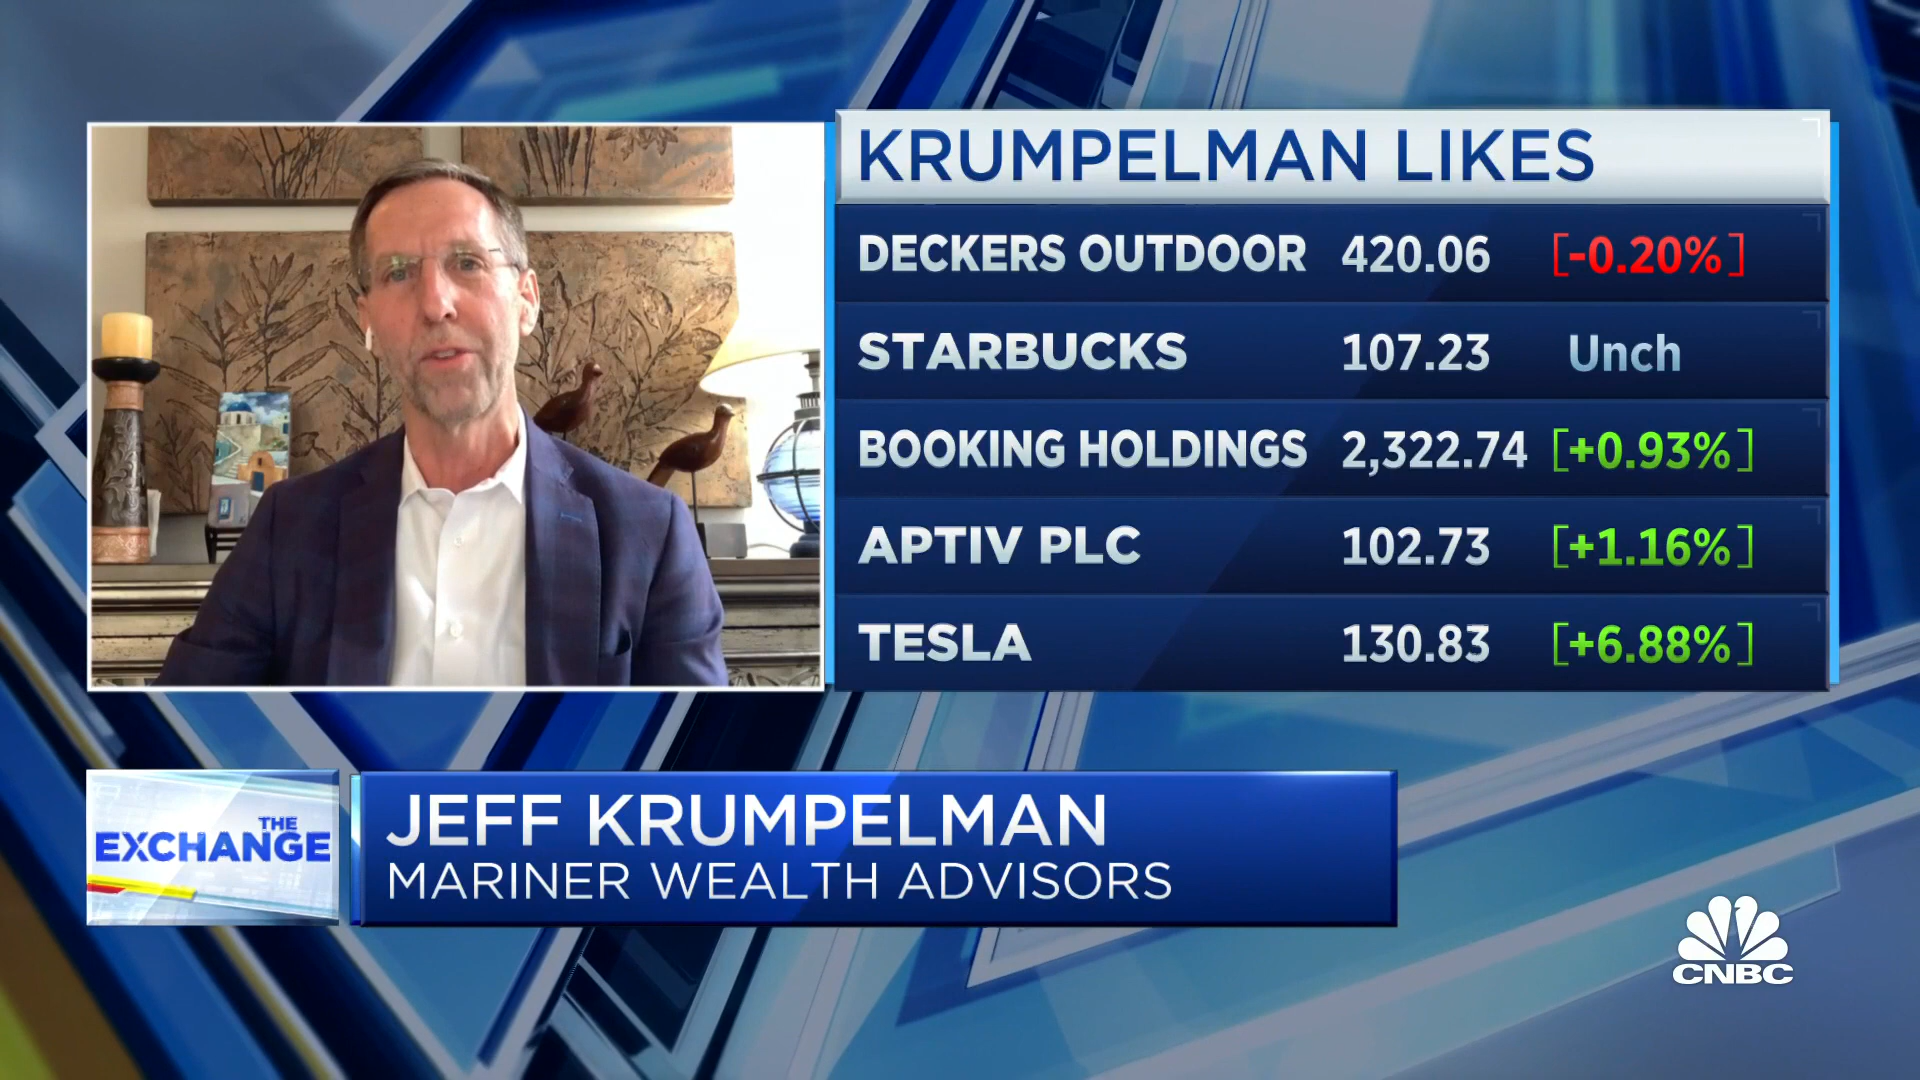 KRUMPELMAN LIKES
DECKERS OUTDOOR 420.06 [-0.20%]
STARBUCKS 107.23 Unch
BOOKING HOLDINGS 2,322.74 [+0.93%]
APTIV PLC 102.73 [+1.16%]
TESLA 130.83 [+6.88%]
THE
EXCHANGE
JEFF KRUMPELMAN
MARINER WEALTH ADVISORS
CNBC